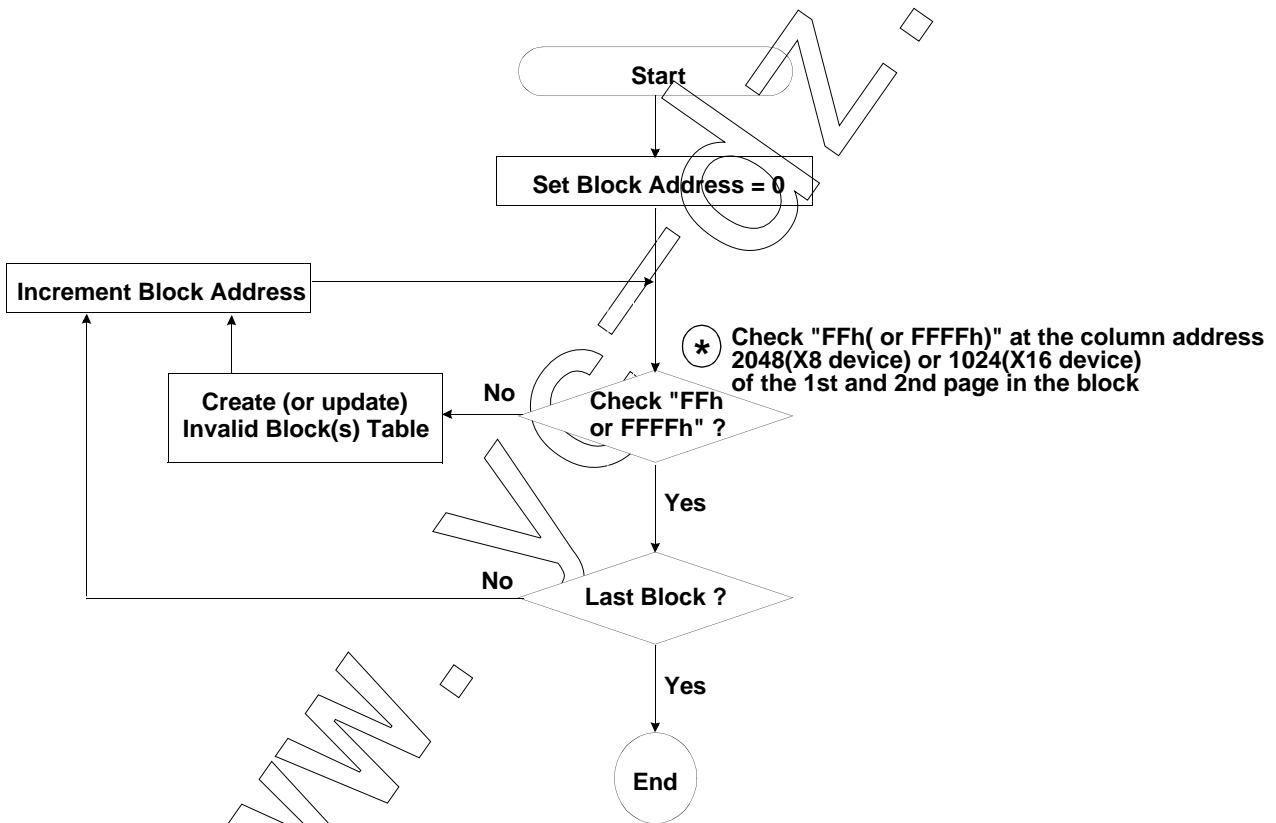 Start
Set Block Address = 0
Increment Block Address
*
Check "FFh( or FFFFh)" at the column address
2048(X8 device) or 1024(X16 device)
of the 1st and 2nd page in the block
Create (or update)
Invalid Block(s) Table
No
Check "FFh
or FFFFh" ?
Yes
No
Last Block ?
Yes
End